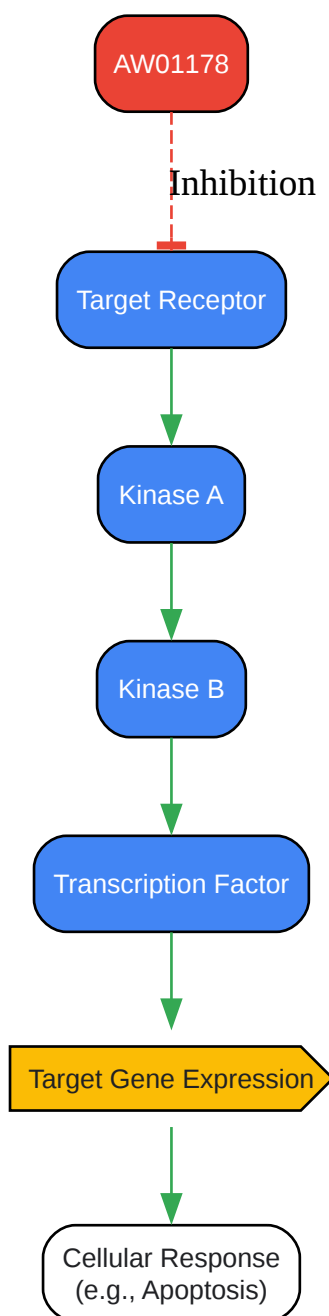 AW01178
Inhibition
Target Receptor
Kinase A
Kinase B
Transcription Factor
Target Gene Expression
Cellular Response
(e.g., Apoptosis)